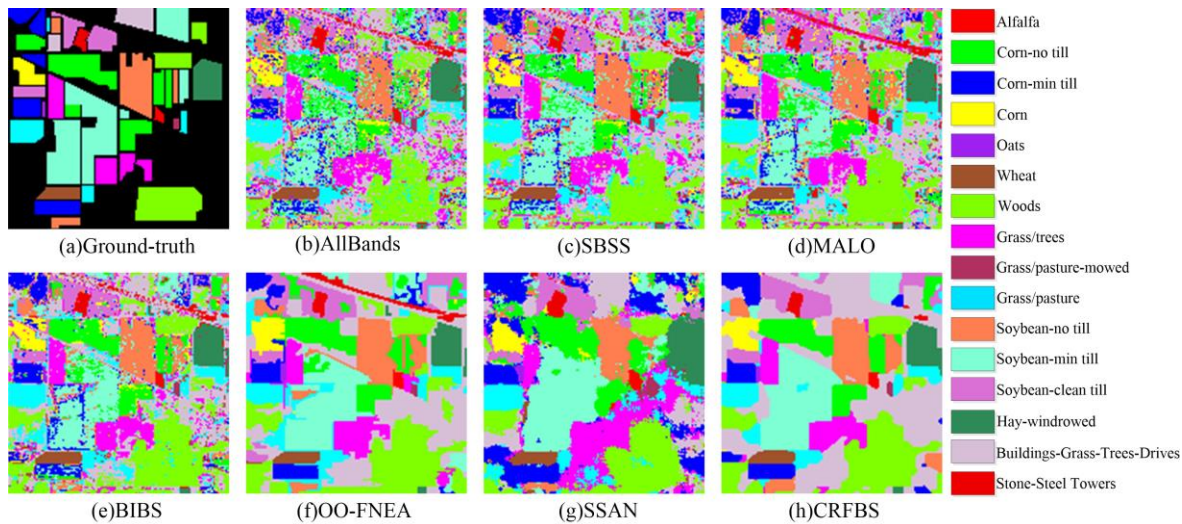 (a)Ground-truth
(b)AllBands
(c)SBSS
(d)MALO
(e)BIBS
(f)OO-FNEA
(g)SSAN
(h)CRFBS
Alfalfa
Corn-no till
Corn-min till
Corn
Oats
Wheat
Woods
Grass/trees
Grass/pasture-mowed
Grass/pasture
Soybean-no till
Soybean-min till
Soybean-clean till
Hay-windrowed
Buildings-Grass-Trees-Drives
Stone-Steel Towers